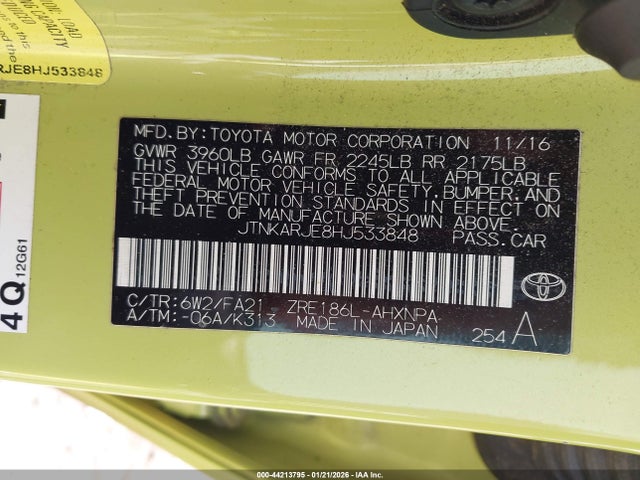 LOAD
RJE8HJ533848
4Q 12G61
MFD. BY: TOYOTA MOTOR CORPORATION 11/16
GVWR 3960LB GAWR FR 2245LB RR 2175LB
THIS VEHICLE CONFORMS TO ALL APPLICABLE
FEDERAL MOTOR VEHICLE SAFETY, BUMPER, AND
THEFT PREVENTION STANDARDS IN EFFECT ON
THE DATE OF MANUFACTURE SHOWN ABOVE.
JTNKARJE8HJ533848 PASS. CAR
C/TR: 6W2/FA21 ZRE186L-AHXNPA
A/TM: -06A/K313 MADE IN JAPAN 254 A
000-44213795 - 01/21/2026 - IAA Inc.